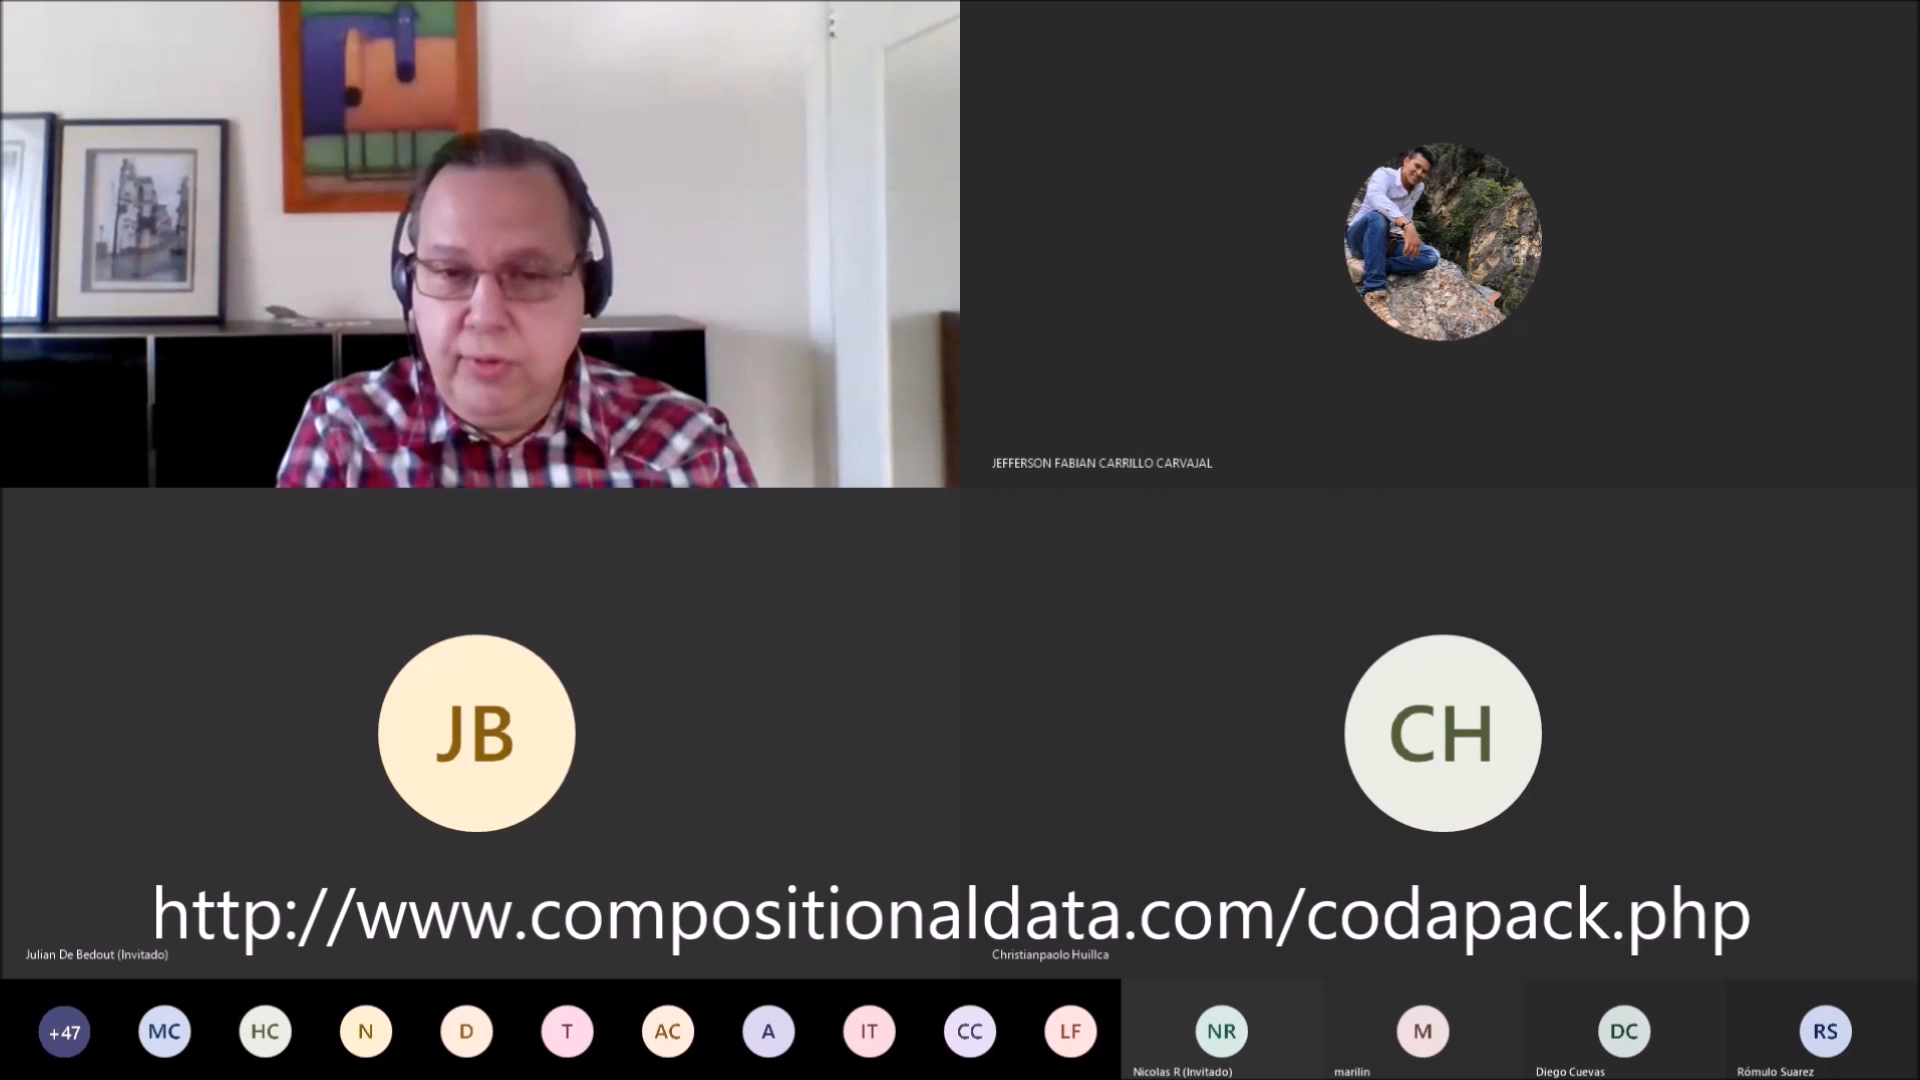 JEFFERSON FABIAN CARRILLO CARVAJAL
JB
CH
http://www.compositionaldata.com/codapack.php
Julian De Bedout (Invitado)
Christianpaolo Huillca
+47
MC
HC
N
D
T
AC
A
IT
CC
LF
NR
M
DC
RS
Nicolas R (Invitado)
marilin
Diego Cuevas
Rómulo Suarez